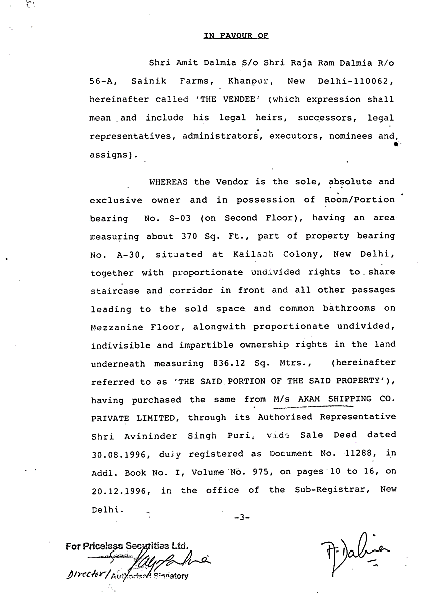 IN FAVOUR OF
Shri Amit Dalmia S/o Shri Raja Ram Dalmia R/o
56-A, Sainik Farms, Khanpur, New Delhi-110062,
hereinafter called 'THE VENDEE' (which expression shall
mean and include his legal heirs, successors, legal
representatives, administrators, executors, nominees and
assigns].
WHEREAS the Vendor is the sole, absolute and
exclusive owner and in possession of Room/Portion
bearing No. S-03 (on Second Floor), having an area
measuring about 370 Sq. Ft., part of property bearing
No. A-30, situated at Kailash Colony, New Delhi,
together with proportionate undivided rights to share
staircase and corridor in front and all other passages
leading to the sold space and common bathrooms on
Mezzanine Floor, alongwith proportionate undivided,
indivisible and impartible ownership rights in the land
underneath measuring 836.12 Sq. Mtrs., (hereinafter
referred to as 'THE SAID PORTION OF THE SAID PROPERTY'),
having purchased the same from M/s AKAM SHIPPING CO.
PRIVATE LIMITED, through its Authorised Representative
Shri Avininder Singh Puri, vide Sale Deed dated
30.08.1996, duly registered as Document No. 11288, in
Addl. Book No. I, Volume No. 975, on pages 10 to 16, on
20.12.1996, in the office of the Sub-Registrar, New
Delhi.
-3-
For Priceless Securities Ltd.
Director/Authorised Signatory
A. Dalmia